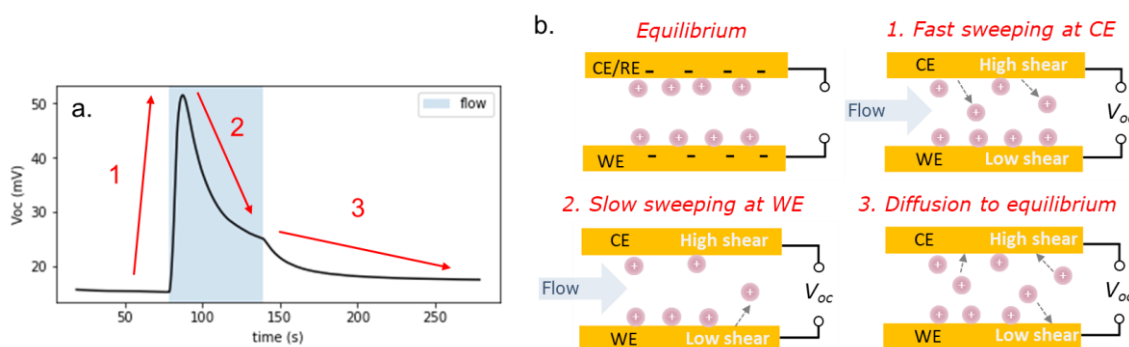 a.
flow
1
2
3
Voc (mV)
50
40
30
20
50
100
150
200
250
time (s)
b.
Equilibrium
CE/RE - - - -
+ + + +
+ + + +
WE - - - -
1. Fast sweeping at CE
CE High shear
+ +
+ +
Flow
Voc
+ + + +
WE Low shear
2. Slow sweeping at WE
CE High shear
+ +
Flow
+
Voc
+ + +
WE Low shear
3. Diffusion to equilibrium
CE High shear
+ +
+ +
+
Voc
+ + +
WE Low shear